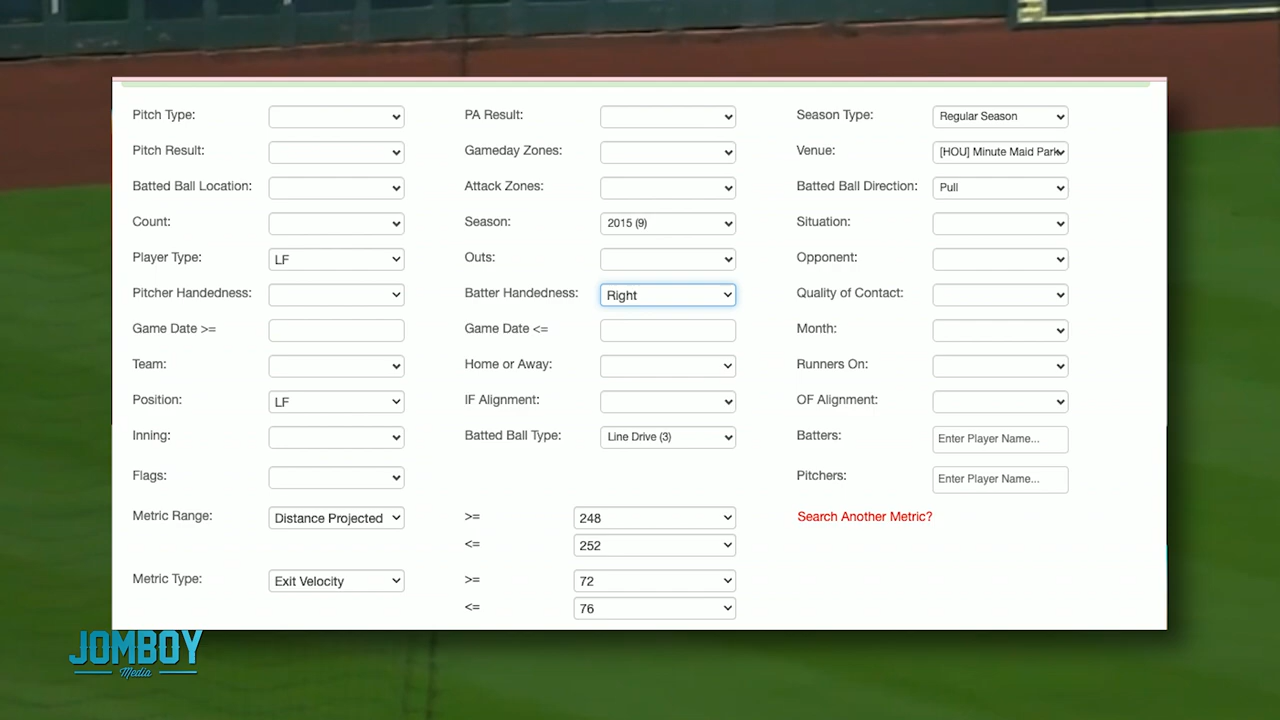 Pitch Type: PA Result: Season Type: Regular Season
Pitch Result: Gameday Zones: Venue: [HOU] Minute Maid Park
Batted Ball Location: Attack Zones: Batted Ball Direction: Pull
Count: Season: 2015 (9) Situation:
Player Type: LF Outs: Opponent:
Pitcher Handedness: Batter Handedness: Right Quality of Contact:
Game Date >= Game Date <= Month:
Team: Home or Away: Runners On:
Position: LF IF Alignment: OF Alignment:
Inning: Batted Ball Type: Line Drive (3) Batters: Enter Player Name...
Flags: Pitchers: Enter Player Name...
Metric Range: Distance Projected >= 248 Search Another Metric?
<= 252
Metric Type: Exit Velocity >= 72
<= 76
JOMBOY
Media